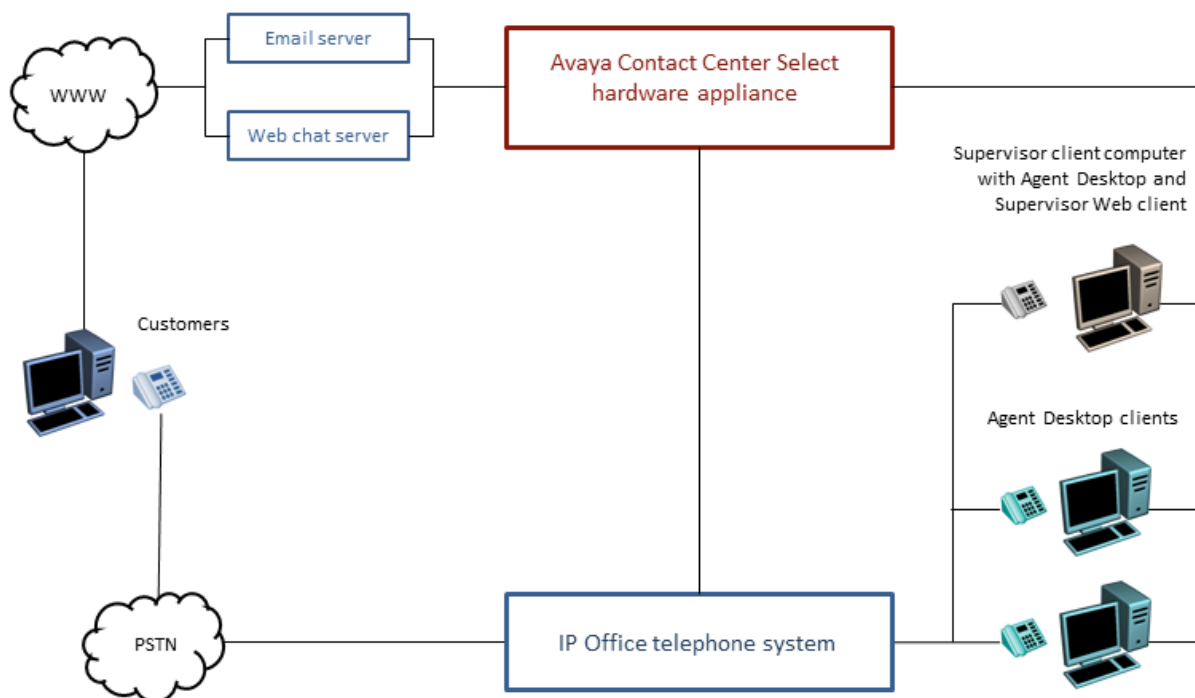 Email server
WWW
Web chat server
Avaya Contact Center Select
hardware appliance
Supervisor client computer
with Agent Desktop and
Supervisor Web client
Customers
Agent Desktop clients
PSTN
IP Office telephone system